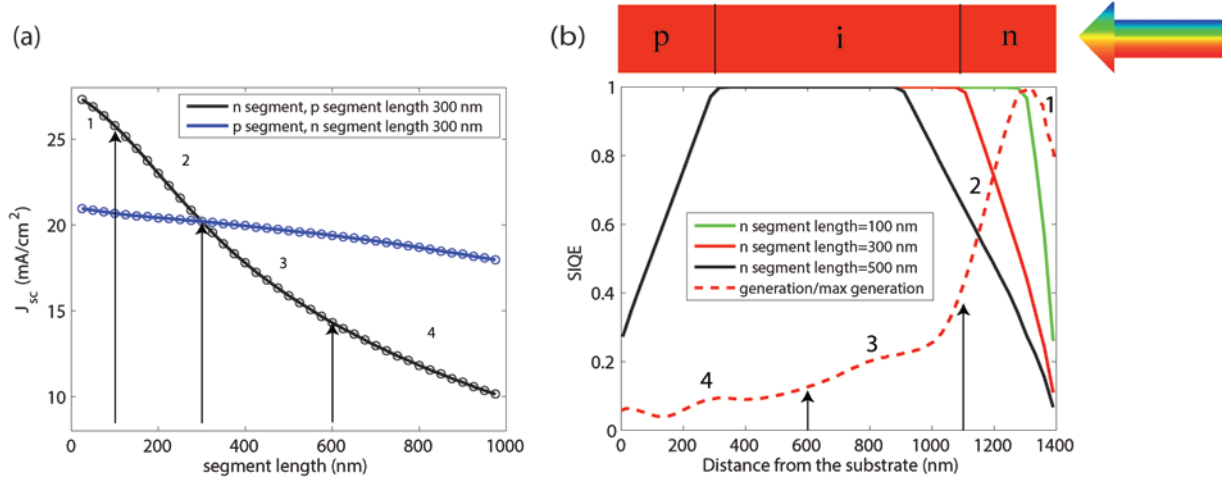 (a)
n segment, p segment length 300 nm
p segment, n segment length 300 nm
1
2
3
4
25
20
15
10
0
200
400
600
800
1000
J_sc (mA/cm²)
segment length (nm)
(b)
p
i
n
1
0.8
0.6
0.4
0.2
0
0
200
400
600
800
1000
1200
1400
SIQE
1
2
3
4
n segment length=100 nm
n segment length=300 nm
n segment length=500 nm
generation/max generation
Distance from the substrate (nm)